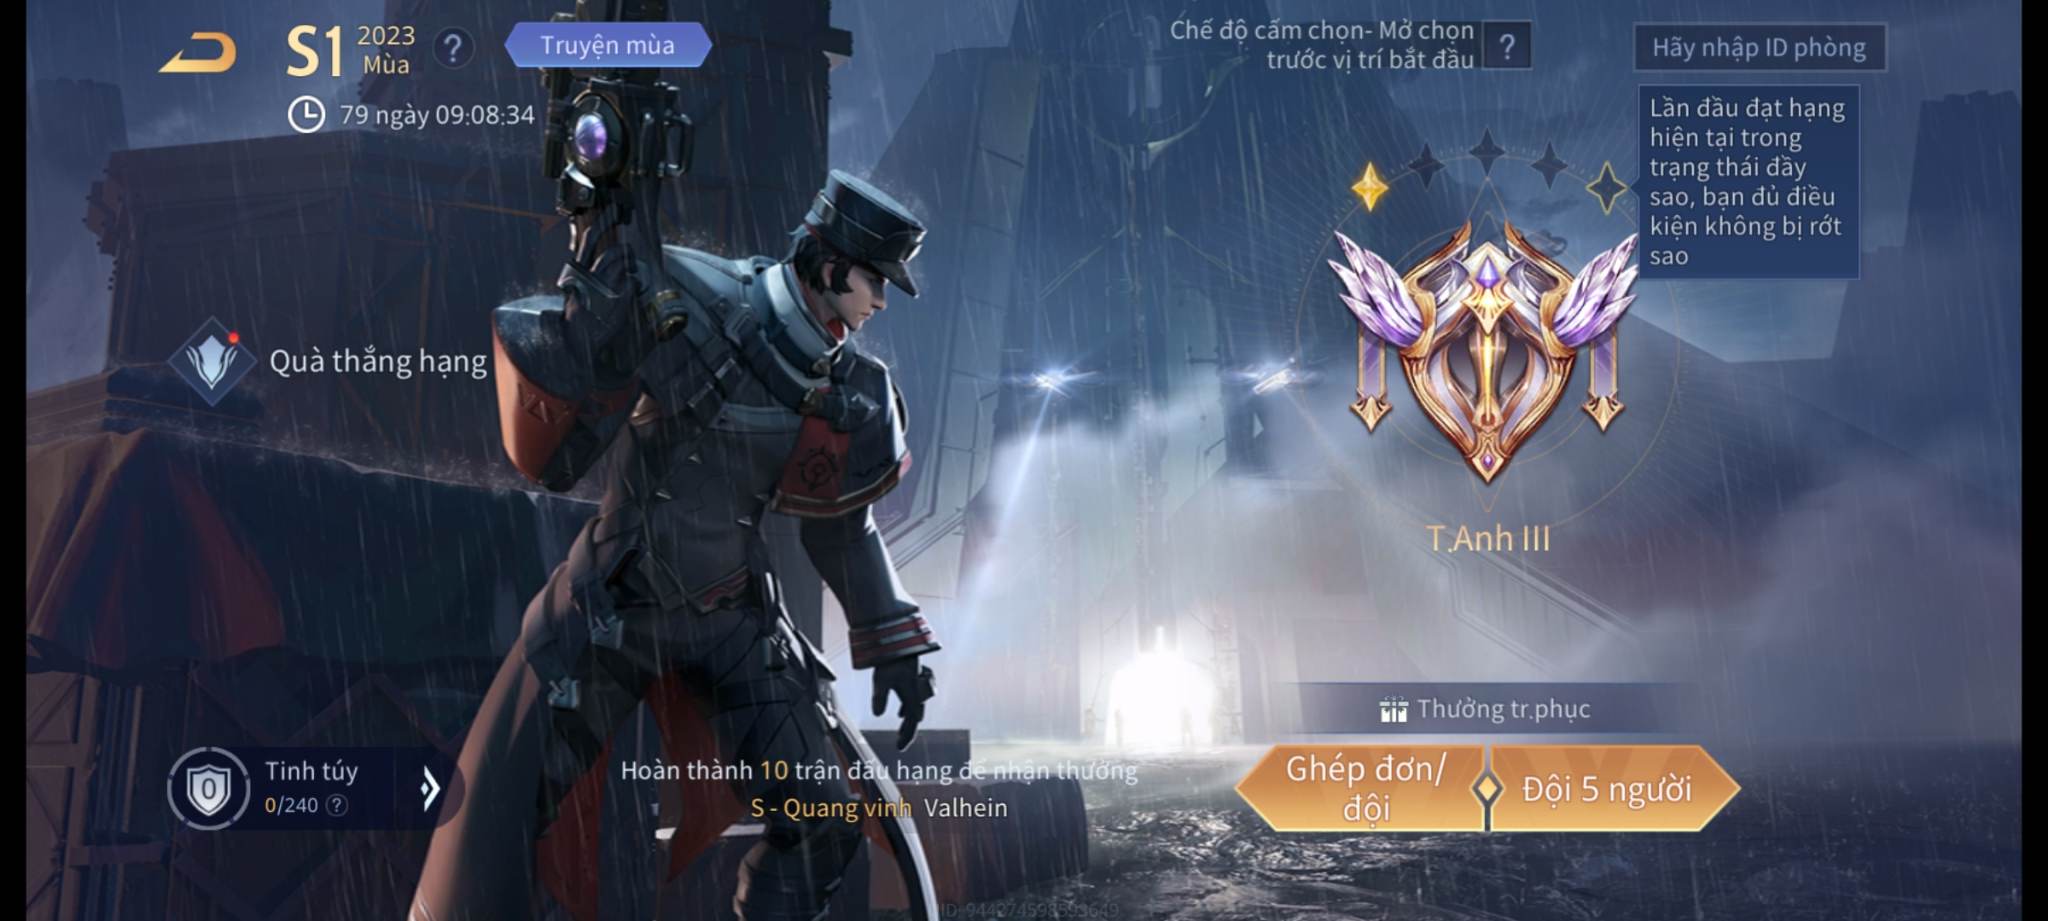 S1 2023 Mùa
?
Truyện mùa
79 ngày 09:08:34
Chế độ cấm chọn- Mở chọn
trước vị trí bắt đầu
?
Hãy nhập ID phòng
Lần đầu đạt hạng
hiện tại trong
trạng thái đầy
sao, bạn đủ điều
kiện không bị rớt
sao
Quà thắng hạng
T.Anh III
Thưởng tr.phục
Ghép đơn/
đội
Đội 5 người
0
Tinh túy
0/240 ?
Hoàn thành 10 trận đấu hạng để nhận thưởng
S - Quang vinh Valhein
ID: 944274598593649